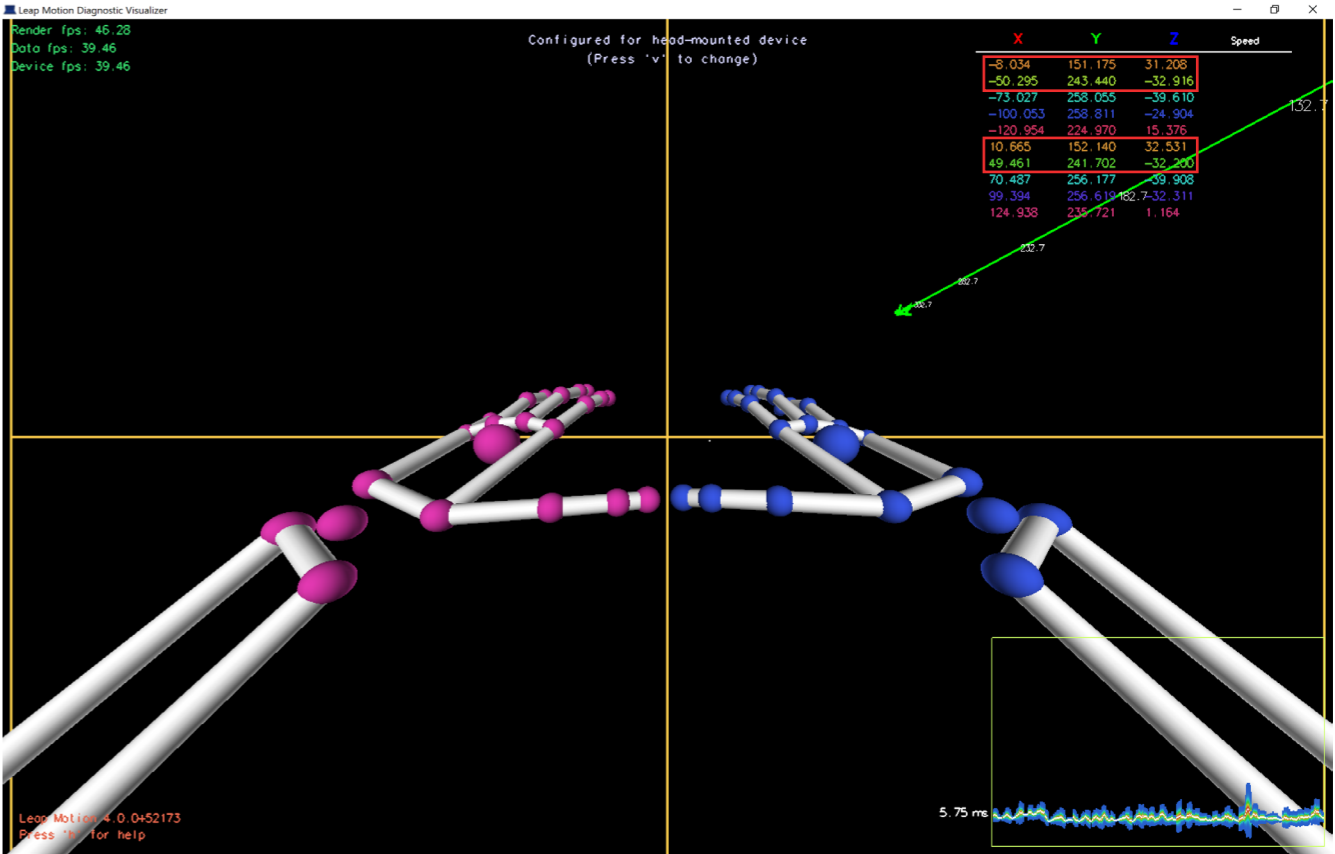 Leap Motion Diagnostic Visualizer
Render fps: 46.28
Data fps: 39.46
Device fps: 39.46
Configured for head-mounted device
(Press 'v' to change)
X Y Z Speed
-8.034 151.175 31.208
-50.295 243.440 -32.916
-73.027 258.055 -39.610
-100.053 258.811 -24.904
-120.954 224.970 15.376
10.665 152.140 32.531
49.461 241.702 -32.200
70.487 256.177 -39.908
99.394 256.619 -32.311
124.938 235.721 1.164
132.7
182.7
232.7
282.7
332.7
5.75 ms
Leap Motion 4.0.0+52173
Press 'h' for help